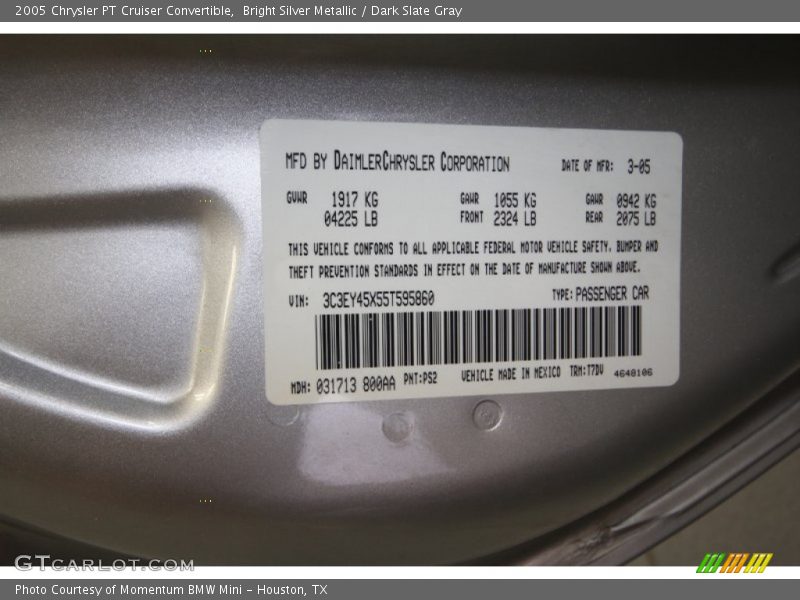 2005 Chrysler PT Cruiser Convertible,  Bright Silver Metallic / Dark Slate Gray
MFD BY DAIMLERCHRYSLER CORPORATION DATE OF MFR: 3-05
GVWR 1917 KG GAWR 1055 KG GAWR 0942 KG
04225 LB FRONT 2324 LB REAR 2075 LB
THIS VEHICLE CONFORMS TO ALL APPLICABLE FEDERAL MOTOR VEHICLE SAFETY, BUMPER AND
THEFT PREVENTION STANDARDS IN EFFECT ON THE DATE OF MANUFACTURE SHOWN ABOVE.
VIN: 3C3EY45X55T595860 TYPE: PASSENGER CAR
MDH: 031713 800AA PNT:PS2 VEHICLE MADE IN MEXICO TRM:T7DV 4648106
GTCARLOT.COM
Photo Courtesy of Momentum BMW Mini - Houston, TX